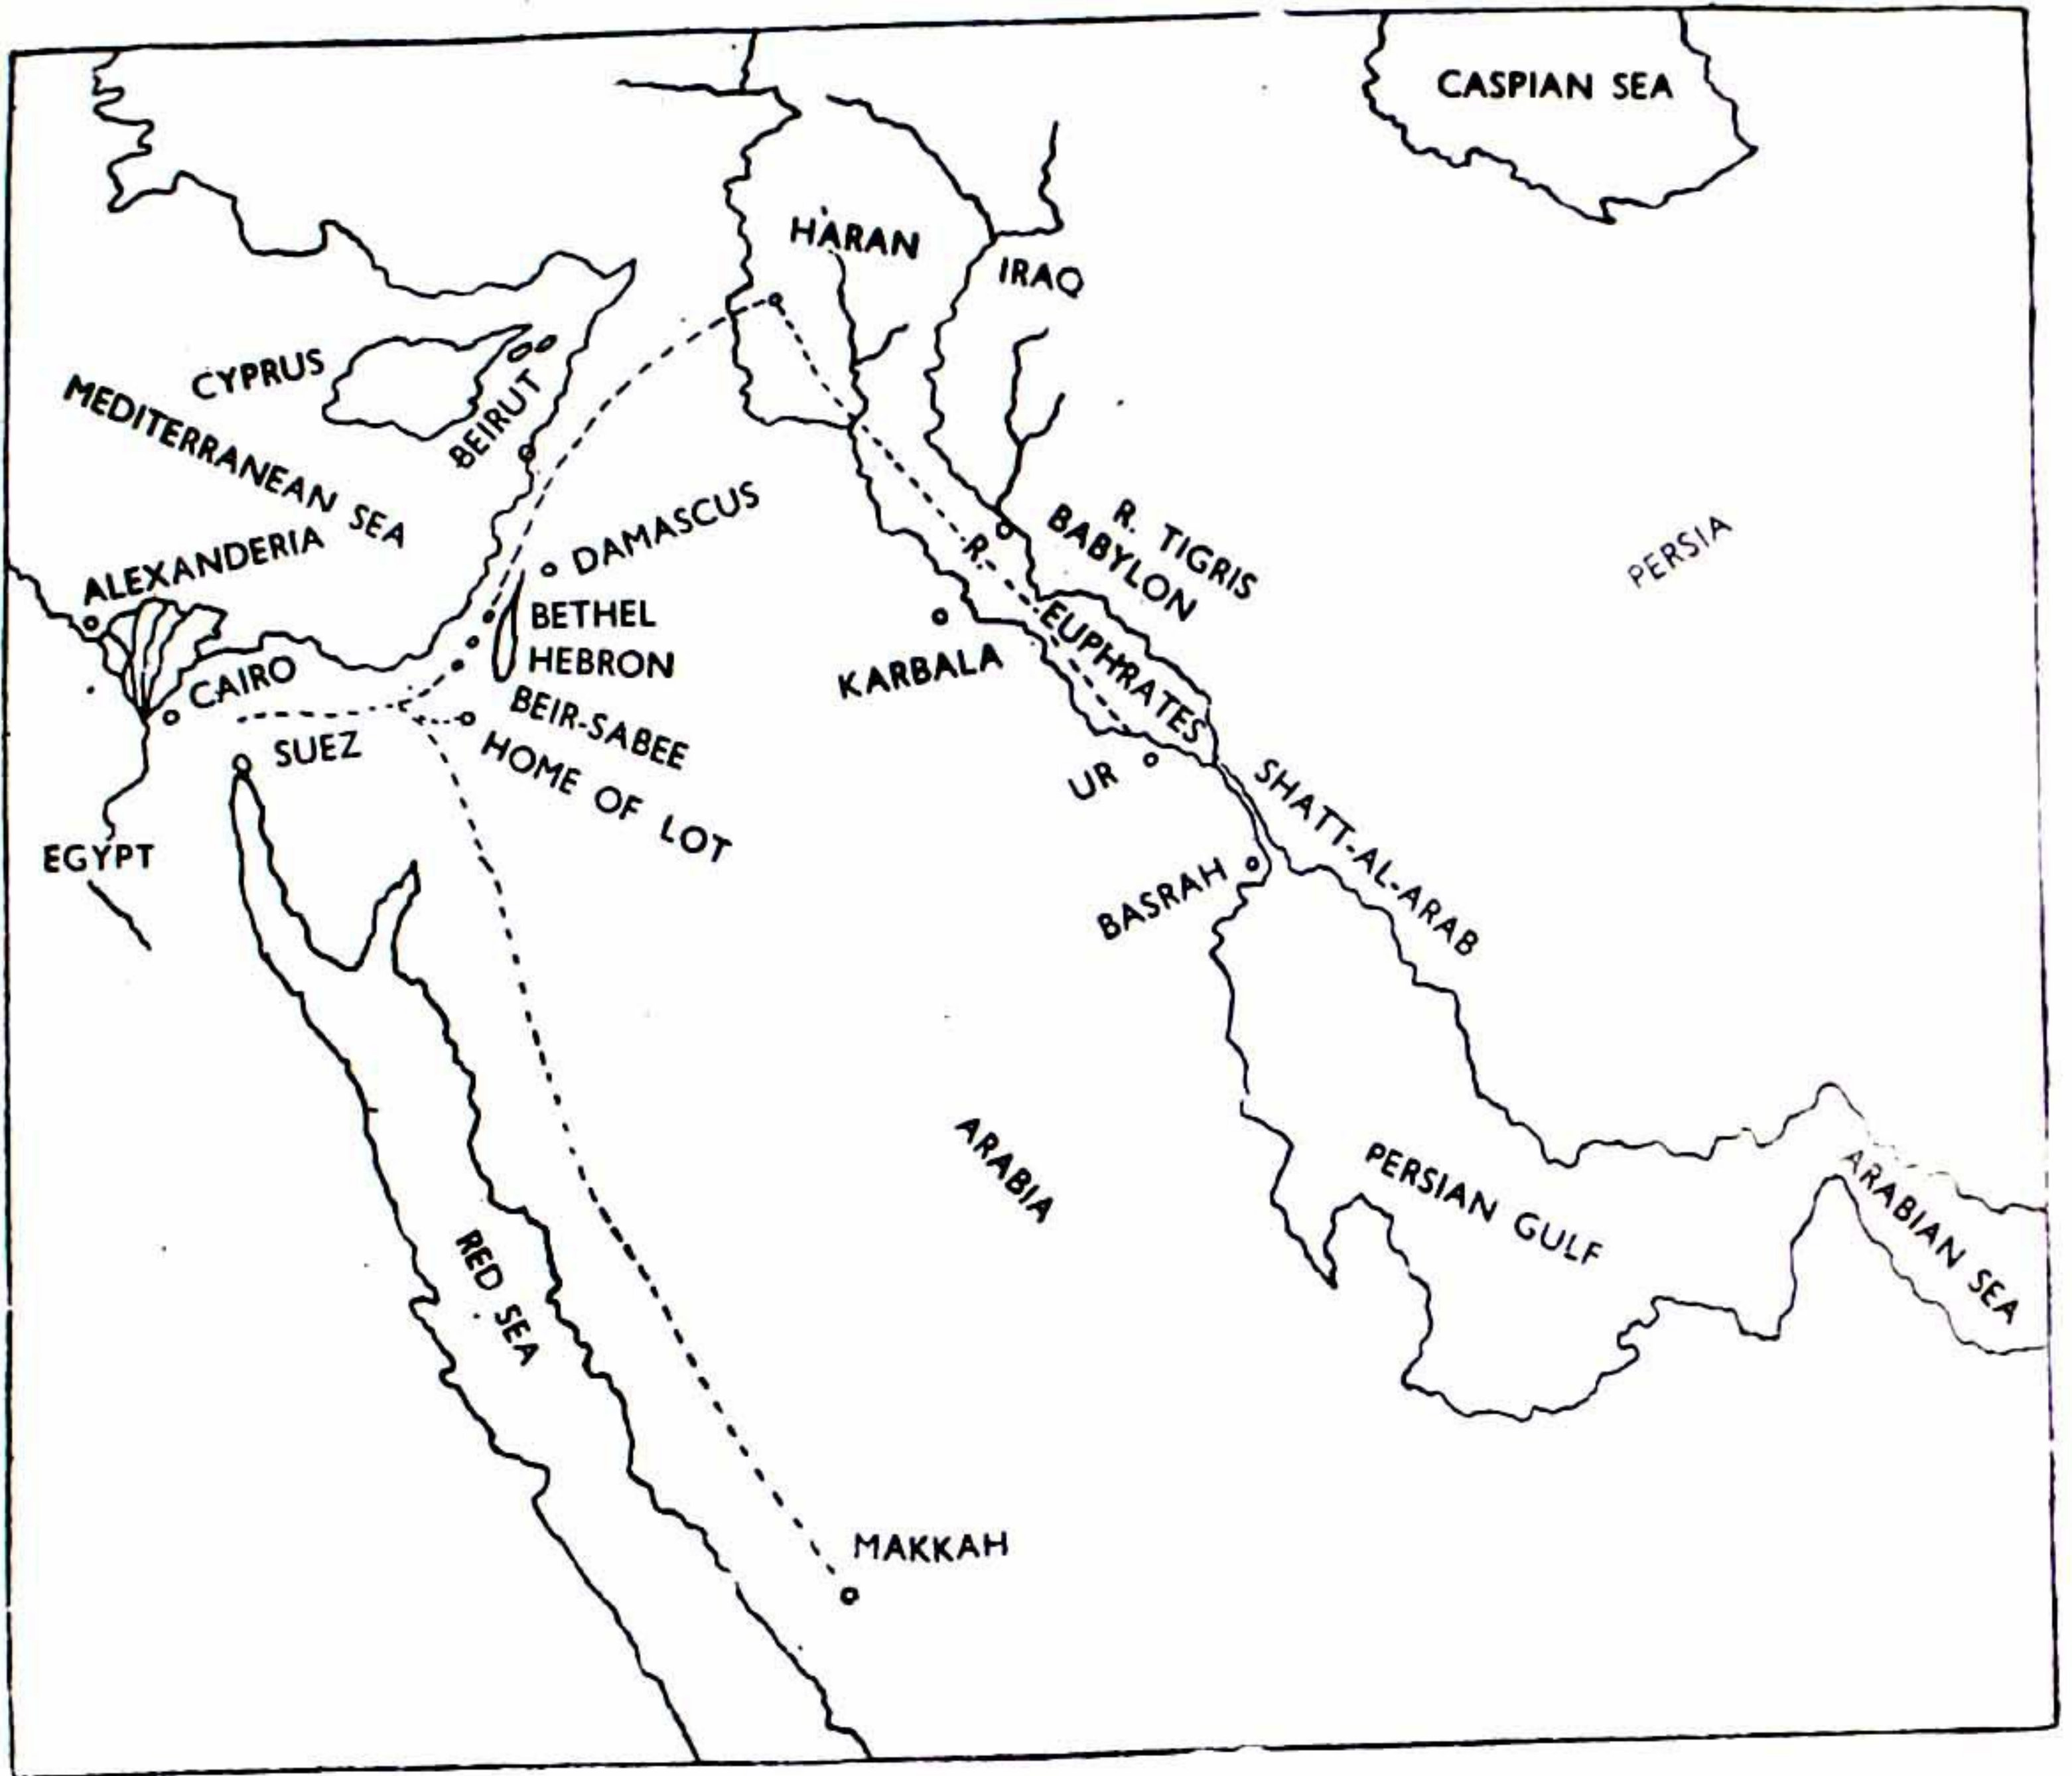 CASPIAN SEA
HARAN
IRAQ
CYPRUS
MEDITERRANEAN SEA
BEIRUT
ALEXANDERIA
DAMASCUS
R. TIGRIS
BABYLON
PERSIA
BETHEL
HEBRON
R. EUPHRATES
KARBALA
CAIRO
BEIR-SABEE
SUEZ
HOME OF LOT
UR
SHATT-AL-ARAB
EGYPT
BASRAH
ARABIA
PERSIAN GULF
ARABIAN SEA
RED SEA
MAKKAH